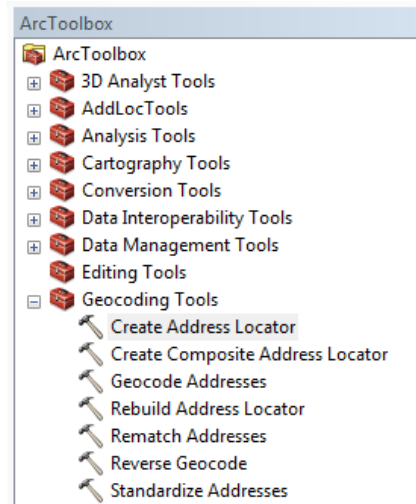 ArcToolbox
ArcToolbox
3D Analyst Tools
AddLocTools
Analysis Tools
Cartography Tools
Conversion Tools
Data Interoperability Tools
Data Management Tools
Editing Tools
Geocoding Tools
Create Address Locator
Create Composite Address Locator
Geocode Addresses
Rebuild Address Locator
Rematch Addresses
Reverse Geocode
Standardize Addresses